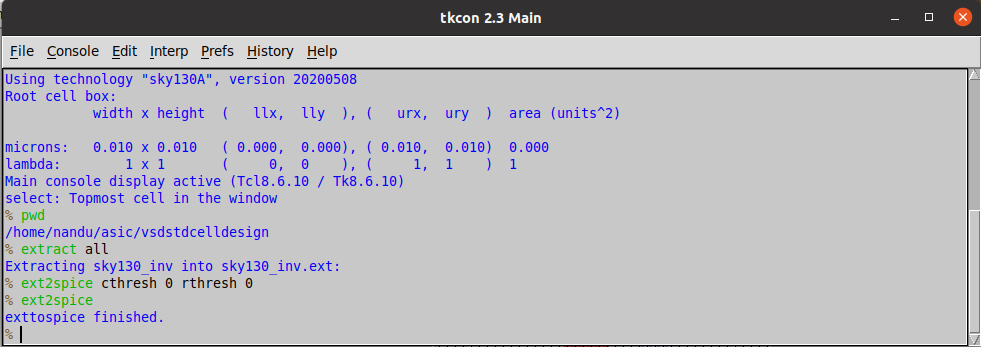 tkcon 2.3 Main
File Console Edit Interp Prefs History Help
Using technology "sky130A", version 20200508
Root cell box:
width x height ( llx, lly ), ( urx, ury ) area (units^2)
microns: 0.010 x 0.010 ( 0.000, 0.000), ( 0.010, 0.010) 0.000
lambda: 1 x 1 ( 0, 0 ), ( 1, 1 ) 1
Main console display active (Tcl8.6.10 / Tk8.6.10)
select: Topmost cell in the window
% pwd
/home/nandu/asic/vsdstdcelldesign
% extract all
Extracting sky130_inv into sky130_inv.ext:
% ext2spice cthresh 0 rthresh 0
% ext2spice
exttospice finished.
%